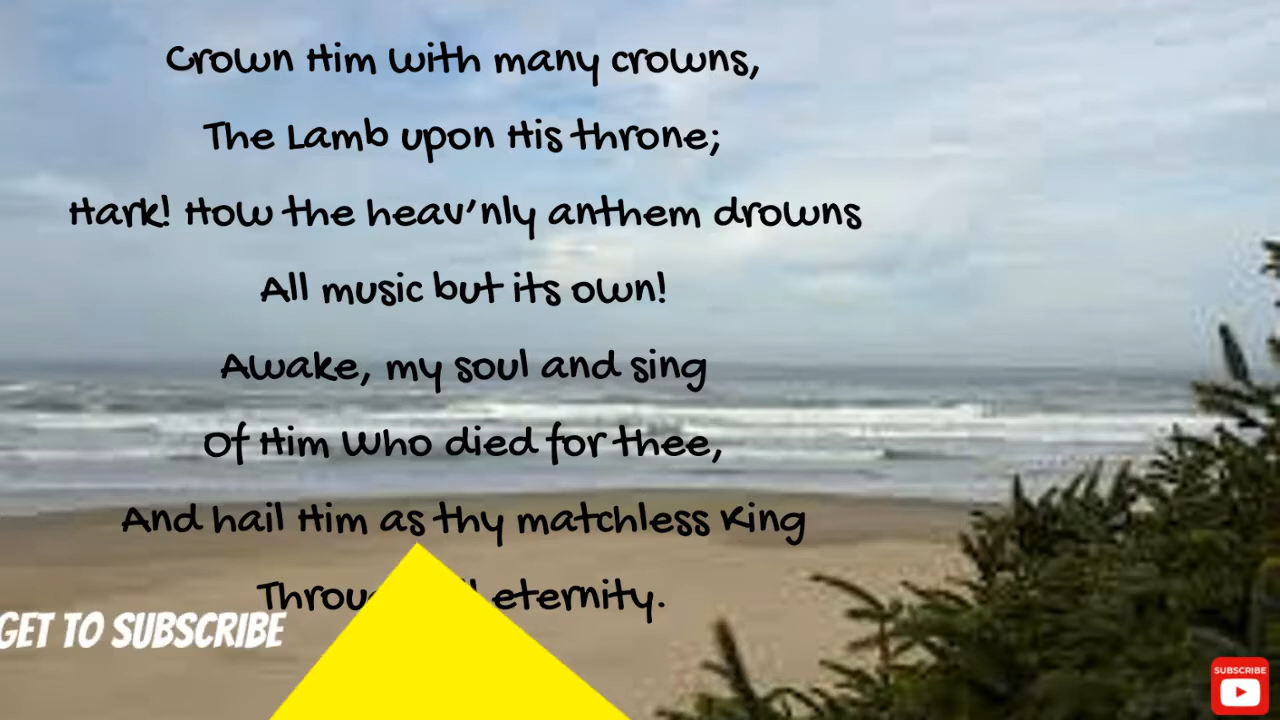 Crown Him with many crowns,
The Lamb upon His throne;
Hark! How the heav'nly anthem drowns
All music but its own!
Awake, my soul and sing
Of Him Who died for thee,
And hail Him as thy matchless King
eternity.
GET TO SUBSCRIBE
SUBSCRIBE